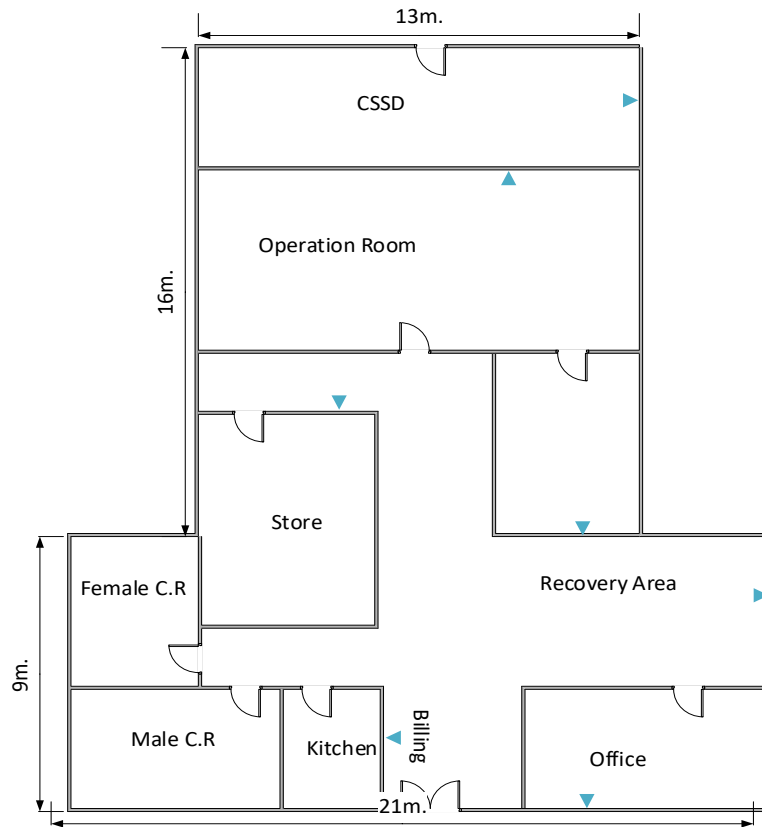 13m.
CSSD
Operation Room
16m.
Store
Female C.R
Recovery Area
9m.
Male C.R
Kitchen
Billing
Office
21m.